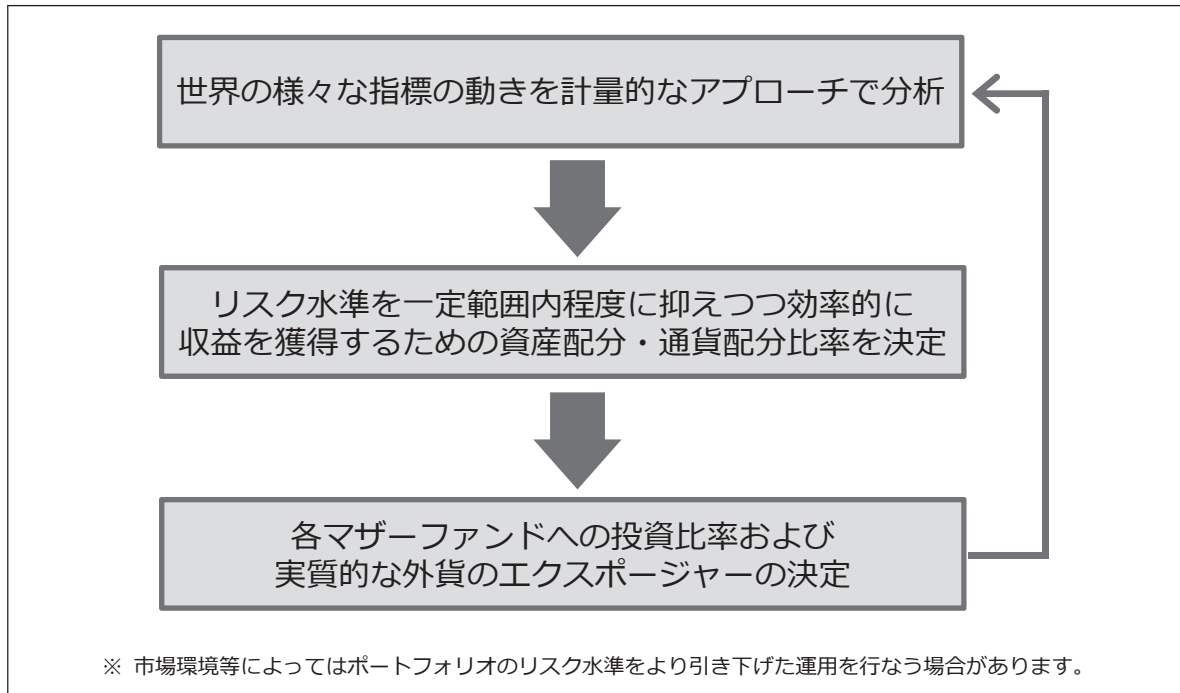 世界の様々な指標の動きを計量的なアプローチで分析
リスク水準を一定範囲内程度に抑えつつ効率的に
収益を獲得するための資産配分・通貨配分比率を決定
各マザーファンドへの投資比率および
実質的な外貨のエクスポージャーの決定
※ 市場環境等によってはポートフォリオのリスク水準をより引き下げた運用を行なう場合があります。